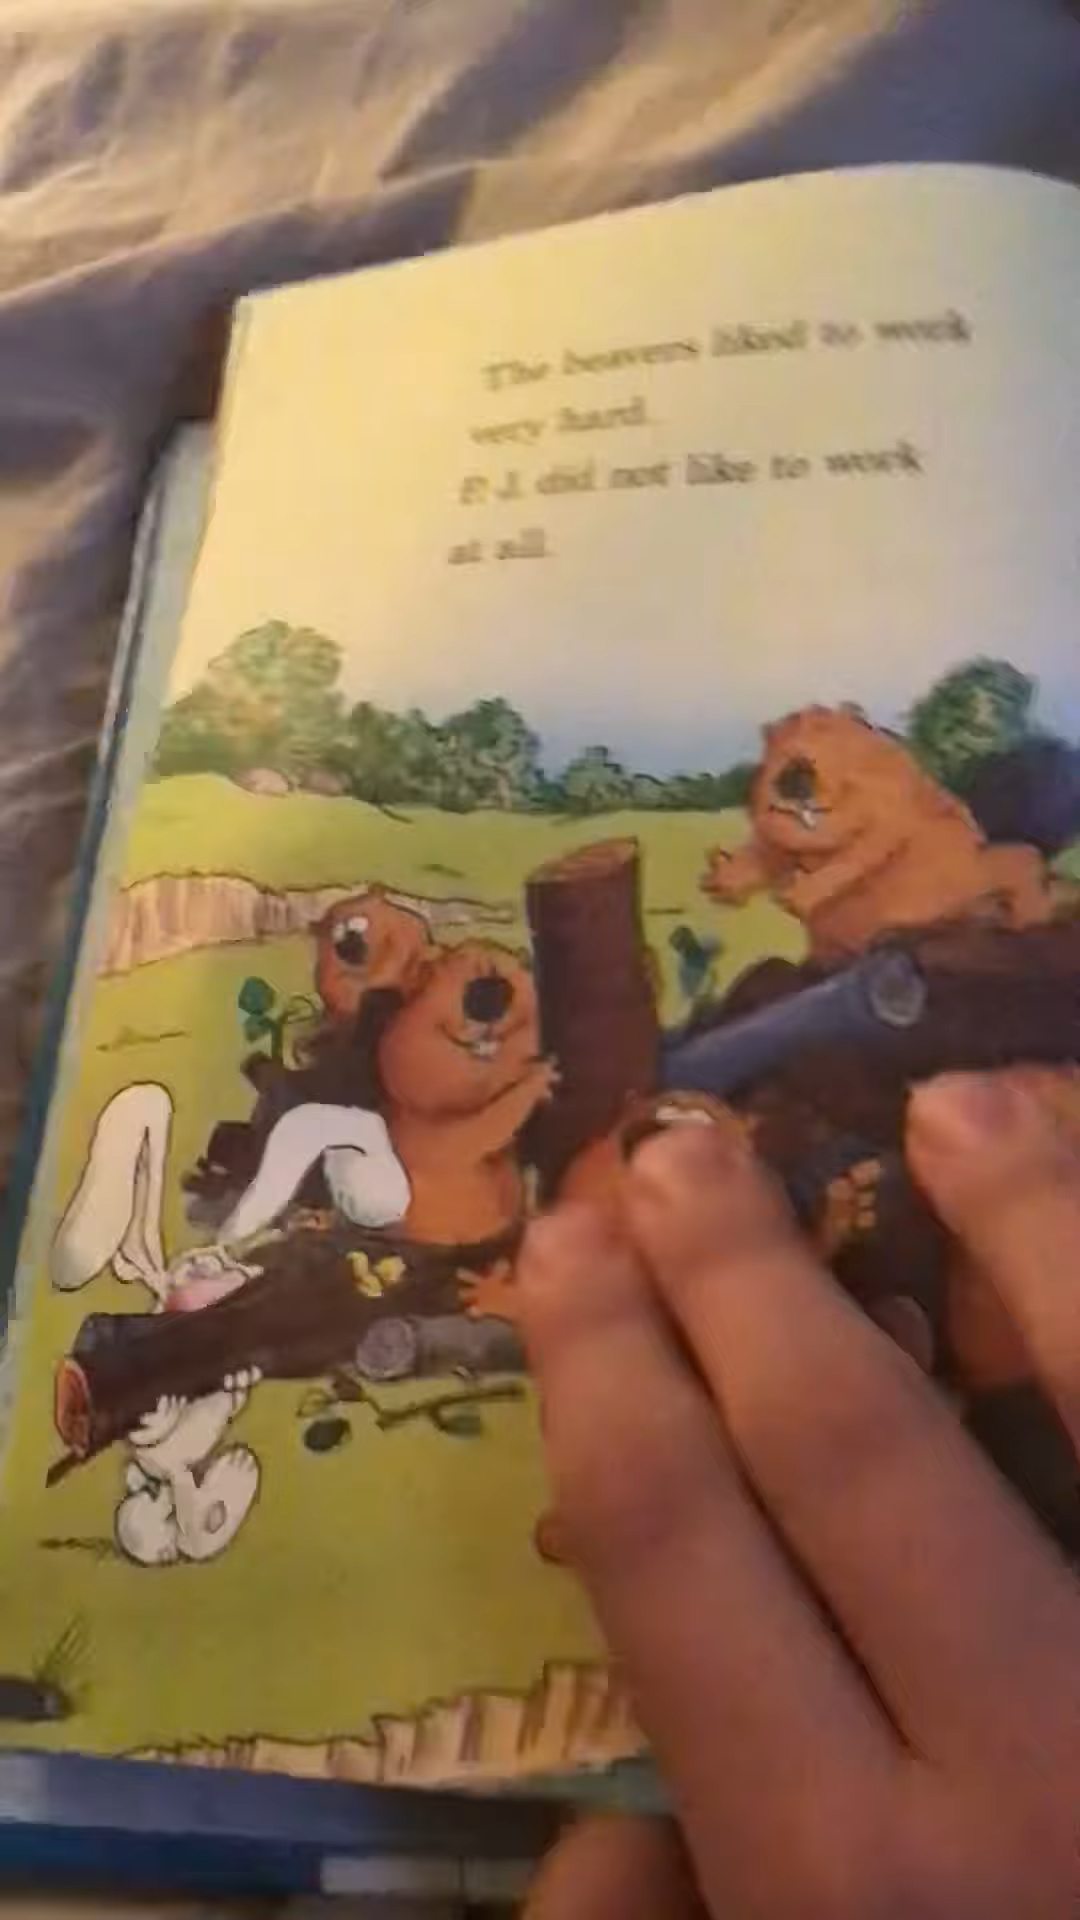 The beavers liked to work
very hard.
P. J. did not like to work
at all.